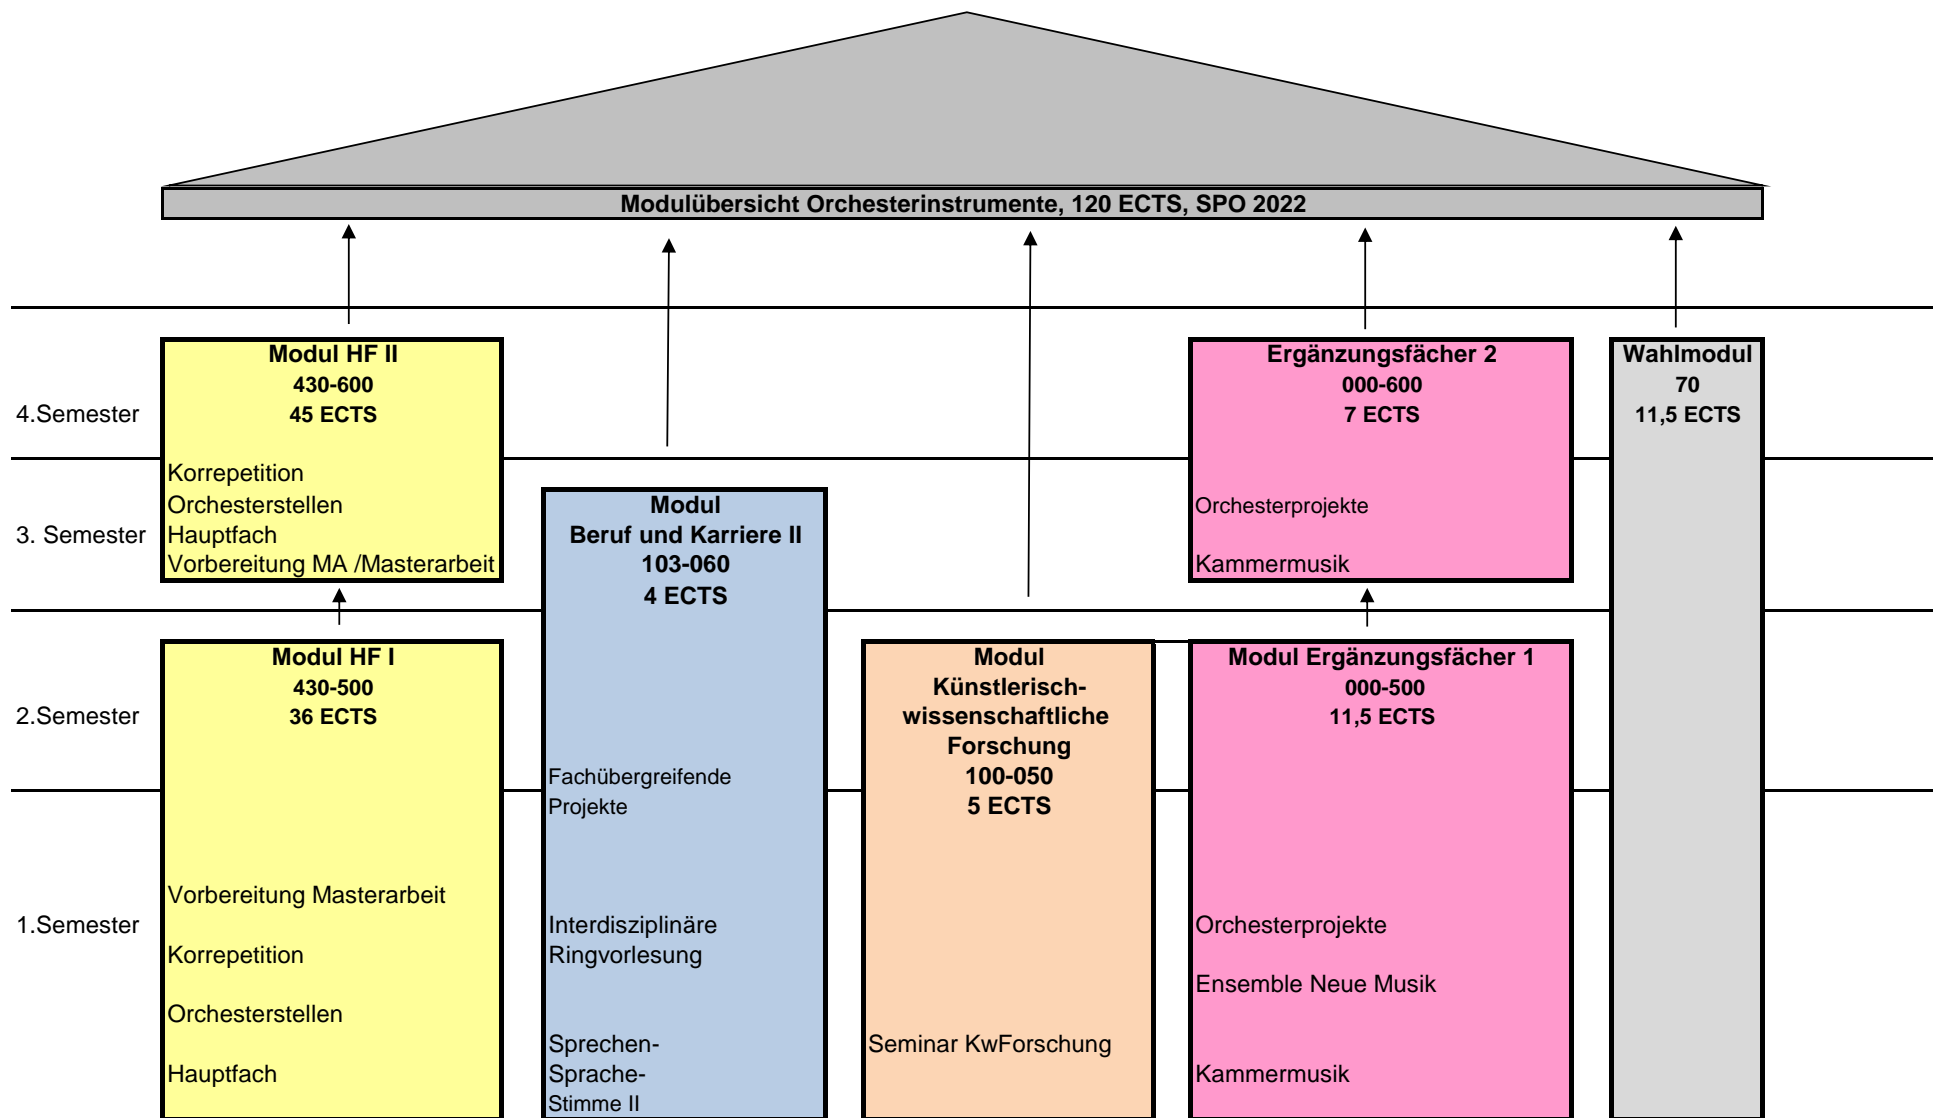 Modulübersicht Orchesterinstrumente, 120 ECTS, SPO 2022
4.Semester
3. Semester
2.Semester
1.Semester
Modul HF II
430-600
45 ECTS
Korrepetition
Orchesterstellen
Hauptfach
Vorbereitung MA /Masterarbeit
Modul HF I
430-500
36 ECTS
Vorbereitung Masterarbeit
Korrepetition
Orchesterstellen
Hauptfach
Modul
Beruf und Karriere II
103-060
4 ECTS
Fachübergreifende
Projekte
Interdisziplinäre
Ringvorlesung
Sprechen-
Sprache-
Stimme II
Modul
Künstlerisch-
wissenschaftliche
Forschung
100-050
5 ECTS
Seminar KwForschung
Ergänzungsfächer 2
000-600
7 ECTS
Orchesterprojekte
Kammermusik
Modul Ergänzungsfächer 1
000-500
11,5 ECTS
Orchesterprojekte
Ensemble Neue Musik
Kammermusik
Wahlmodul
70
11,5 ECTS